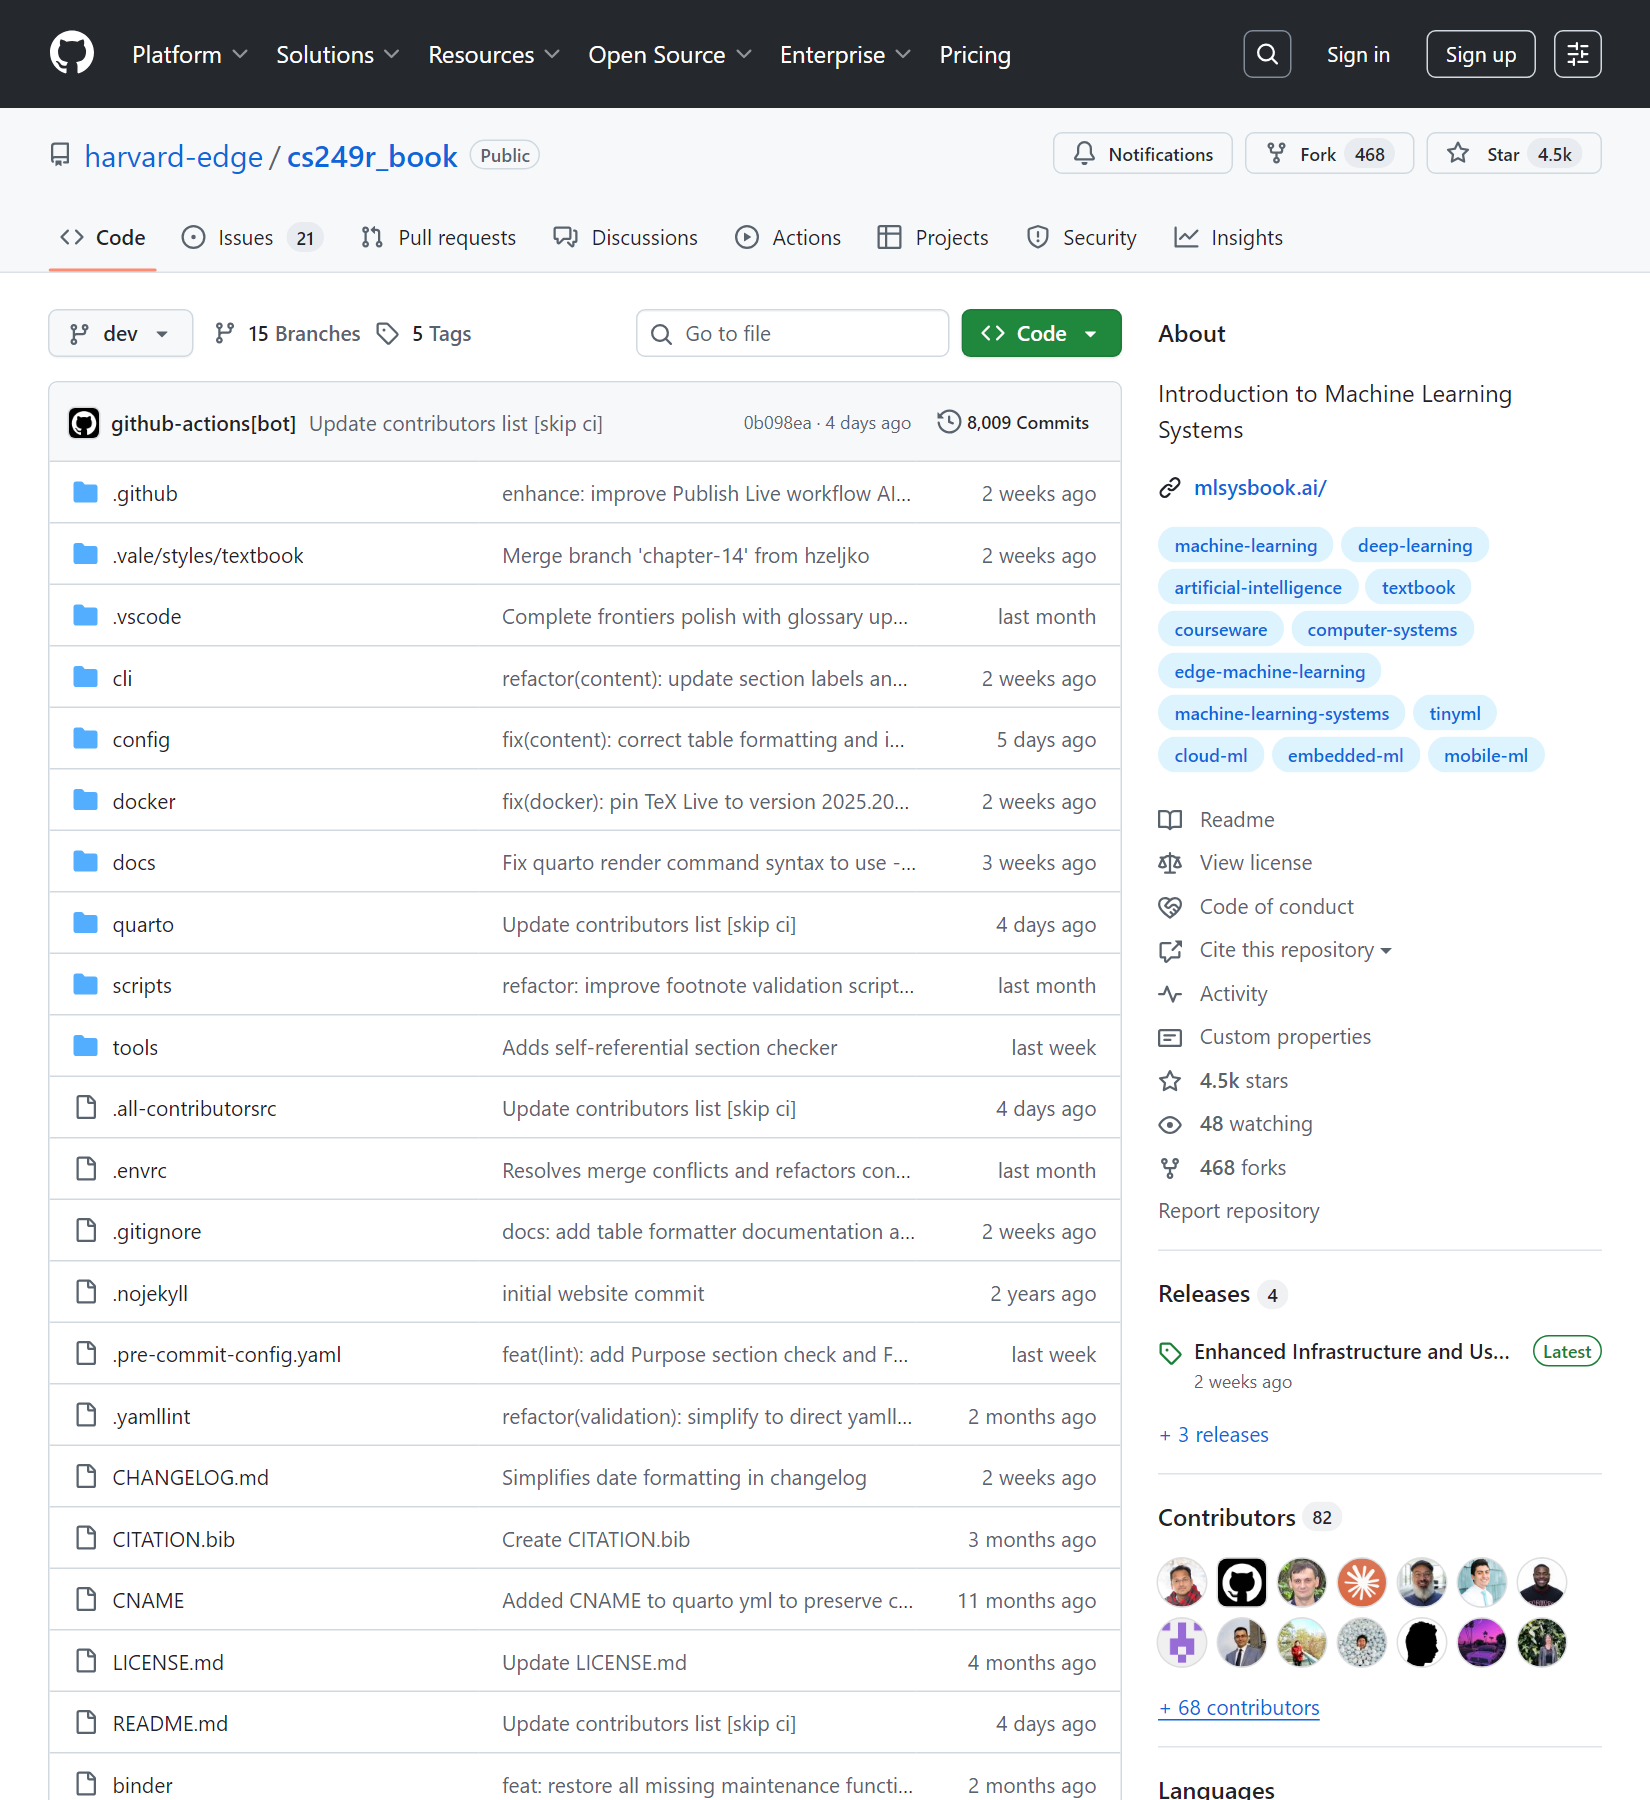 Platform Solutions Resources Open Source Enterprise Pricing Sign in Sign up
harvard-edge / cs249r_book Public Notifications Fork 468 Star 4.5k
Code Issues 21 Pull requests Discussions Actions Projects Security Insights
dev 15 Branches 5 Tags Go to file Code
github-actions[bot] Update contributors list [skip ci] 0b098ea · 4 days ago 8,009 Commits
.github enhance: improve Publish Live workflow AI... 2 weeks ago
.vale/styles/textbook Merge branch 'chapter-14' from hzeljko 2 weeks ago
.vscode Complete frontiers polish with glossary up... last month
cli refactor(content): update section labels an... 2 weeks ago
config fix(content): correct table formatting and i... 5 days ago
docker fix(docker): pin TeX Live to version 2025.20... 2 weeks ago
docs Fix quarto render command syntax to use -... 3 weeks ago
quarto Update contributors list [skip ci] 4 days ago
scripts refactor: improve footnote validation script... last month
tools Adds self-referential section checker last week
.all-contributorsrc Update contributors list [skip ci] 4 days ago
.envrc Resolves merge conflicts and refactors con... last month
.gitignore docs: add table formatter documentation a... 2 weeks ago
.nojekyll initial website commit 2 years ago
.pre-commit-config.yaml feat(lint): add Purpose section check and F... last week
.yamllint refactor(validation): simplify to direct yamll... 2 months ago
CHANGELOG.md Simplifies date formatting in changelog 2 weeks ago
CITATION.bib Create CITATION.bib 3 months ago
CNAME Added CNAME to quarto yml to preserve c... 11 months ago
LICENSE.md Update LICENSE.md 4 months ago
README.md Update contributors list [skip ci] 4 days ago
binder feat: restore all missing maintenance functi... 2 months ago
About
Introduction to Machine Learning
Systems
mlsysbook.ai/
machine-learning deep-learning
artificial-intelligence textbook
courseware computer-systems
edge-machine-learning
machine-learning-systems tinyml
cloud-ml embedded-ml mobile-ml
Readme
View license
Code of conduct
Cite this repository
Activity
Custom properties
4.5k stars
48 watching
468 forks
Report repository
Releases 4
Enhanced Infrastructure and Us... Latest
2 weeks ago
+ 3 releases
Contributors 82
+ 68 contributors
Languages